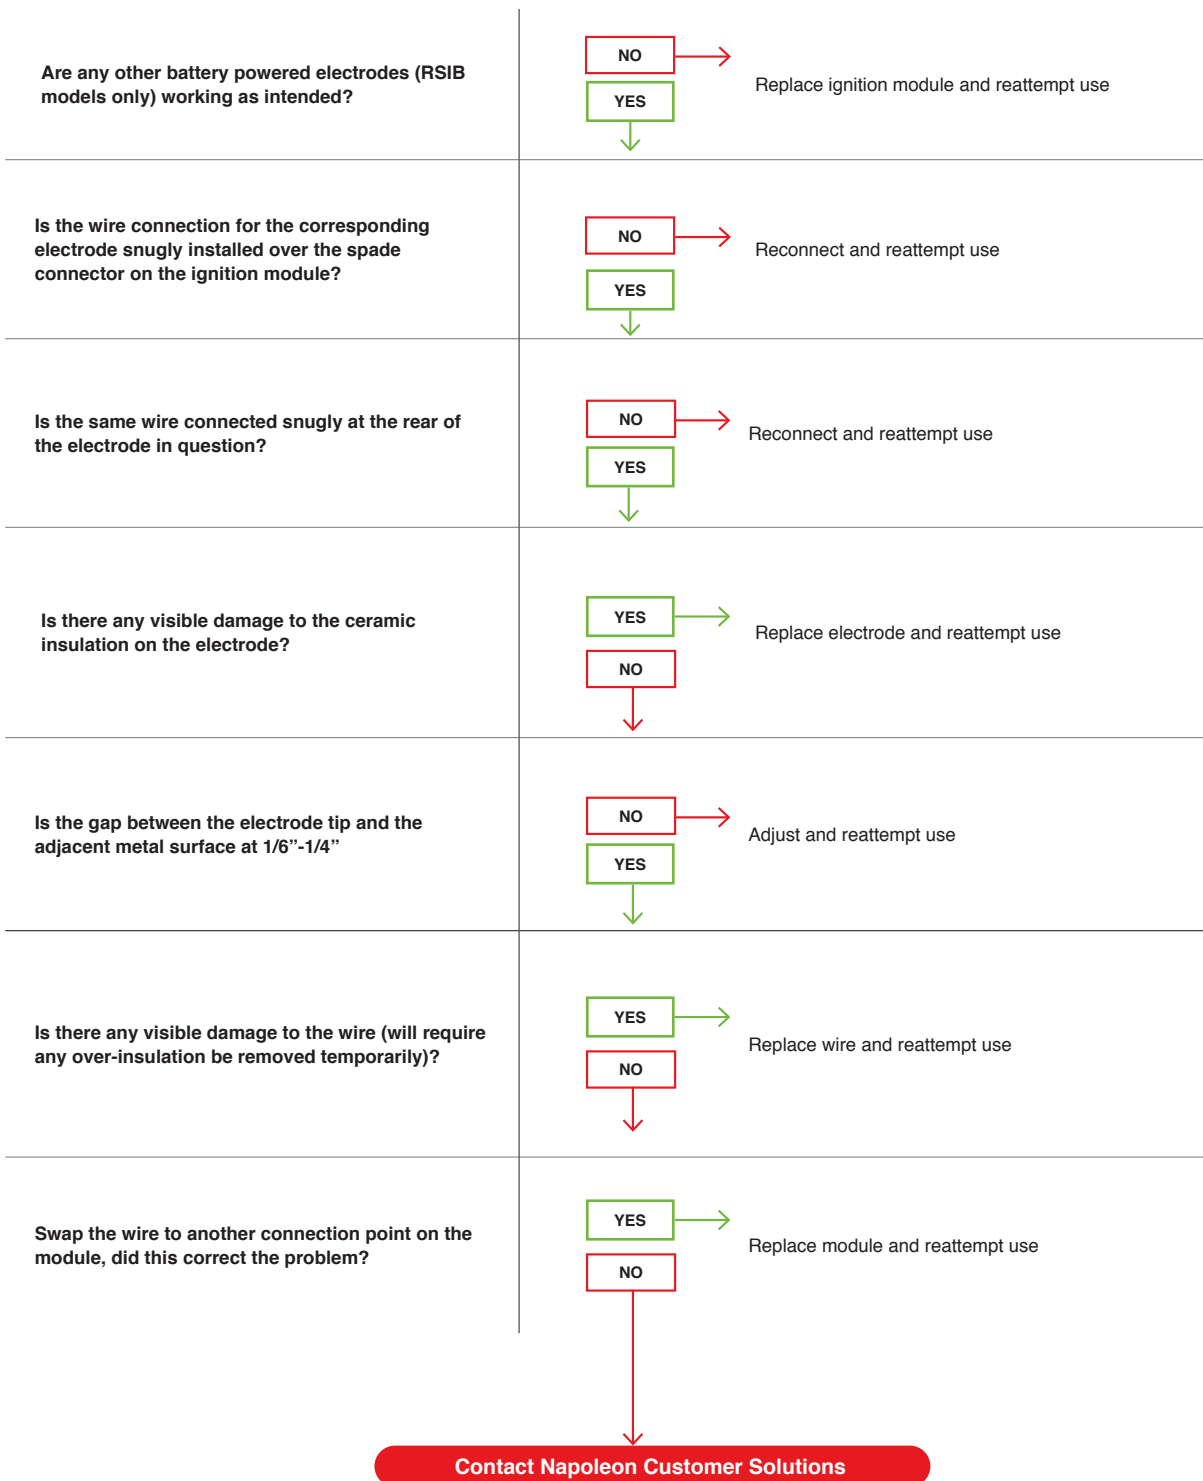 Are any other battery powered electrodes (RSIB
models only) working as intended?
NO
Replace ignition module and reattempt use
YES
Is the wire connection for the corresponding
electrode snugly installed over the spade
connector on the ignition module?
NO
Reconnect and reattempt use
YES
Is the same wire connected snugly at the rear of
the electrode in question?
NO
Reconnect and reattempt use
YES
Is there any visible damage to the ceramic
insulation on the electrode?
YES
Replace electrode and reattempt use
NO
Is the gap between the electrode tip and the
adjacent metal surface at 1/6”-1/4”
NO
Adjust and reattempt use
YES
Is there any visible damage to the wire (will require
any over-insulation be removed temporarily)?
YES
Replace wire and reattempt use
NO
Swap the wire to another connection point on the
module, did this correct the problem?
YES
Replace module and reattempt use
NO
Contact Napoleon Customer Solutions